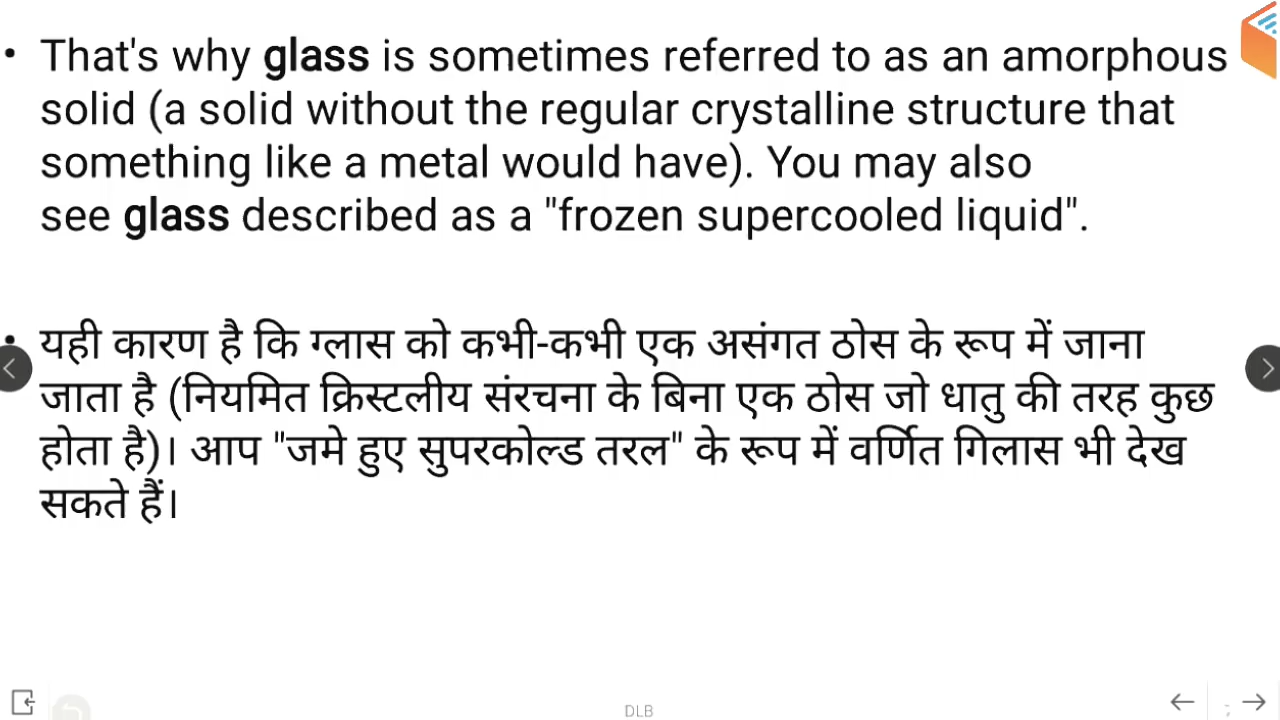 • That's why glass is sometimes referred to as an amorphous
solid (a solid without the regular crystalline structure that
something like a metal would have). You may also
see glass described as a "frozen supercooled liquid".
• यही कारण है कि ग्लास को कभी-कभी एक असंगत ठोस के रूप में जाना
जाता है (नियमित क्रिस्टलीय संरचना के बिना एक ठोस जो धातु की तरह कुछ
होता है)। आप "जमे हुए सुपरकोल्ड तरल" के रूप में वर्णित गिलास भी देख
सकते हैं।
DLB